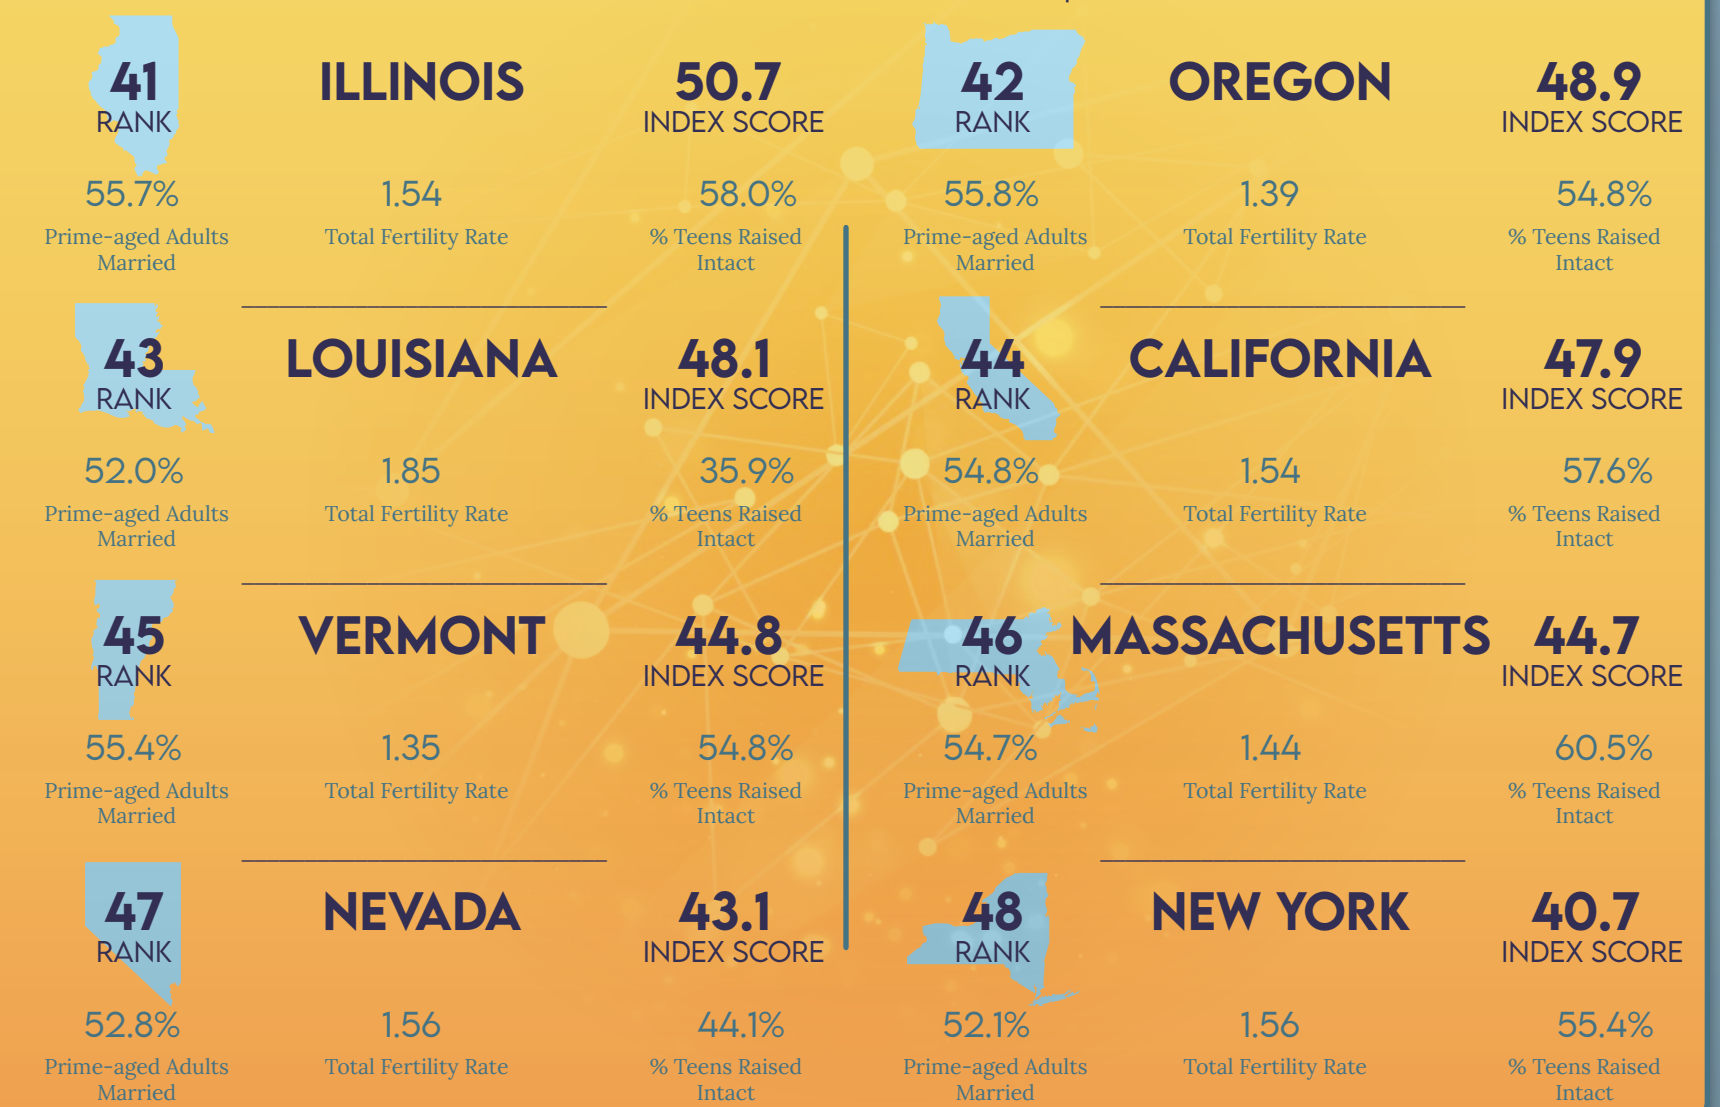 41 ILLINOIS 50.7
RANK INDEX SCORE
55.7% 1.54 58.0%
Prime-aged Adults Total Fertility Rate % Teens Raised
Married Intact
42 OREGON 48.9
RANK INDEX SCORE
55.8% 1.39 54.8%
Prime-aged Adults Total Fertility Rate % Teens Raised
Married Intact
43 LOUISIANA 48.1
RANK INDEX SCORE
52.0% 1.85 35.9%
Prime-aged Adults Total Fertility Rate % Teens Raised
Married Intact
44 CALIFORNIA 47.9
RANK INDEX SCORE
54.8% 1.54 57.6%
Prime-aged Adults Total Fertility Rate % Teens Raised
Married Intact
45 VERMONT 44.8
RANK INDEX SCORE
55.4% 1.35 54.8%
Prime-aged Adults Total Fertility Rate % Teens Raised
Married Intact
46 MASSACHUSETTS 44.7
RANK INDEX SCORE
54.7% 1.44 60.5%
Prime-aged Adults Total Fertility Rate % Teens Raised
Married Intact
47 NEVADA 43.1
RANK INDEX SCORE
52.8% 1.56 44.1%
Prime-aged Adults Total Fertility Rate % Teens Raised
Married Intact
48 NEW YORK 40.7
RANK INDEX SCORE
52.1% 1.56 55.4%
Prime-aged Adults Total Fertility Rate % Teens Raised
Married Intact